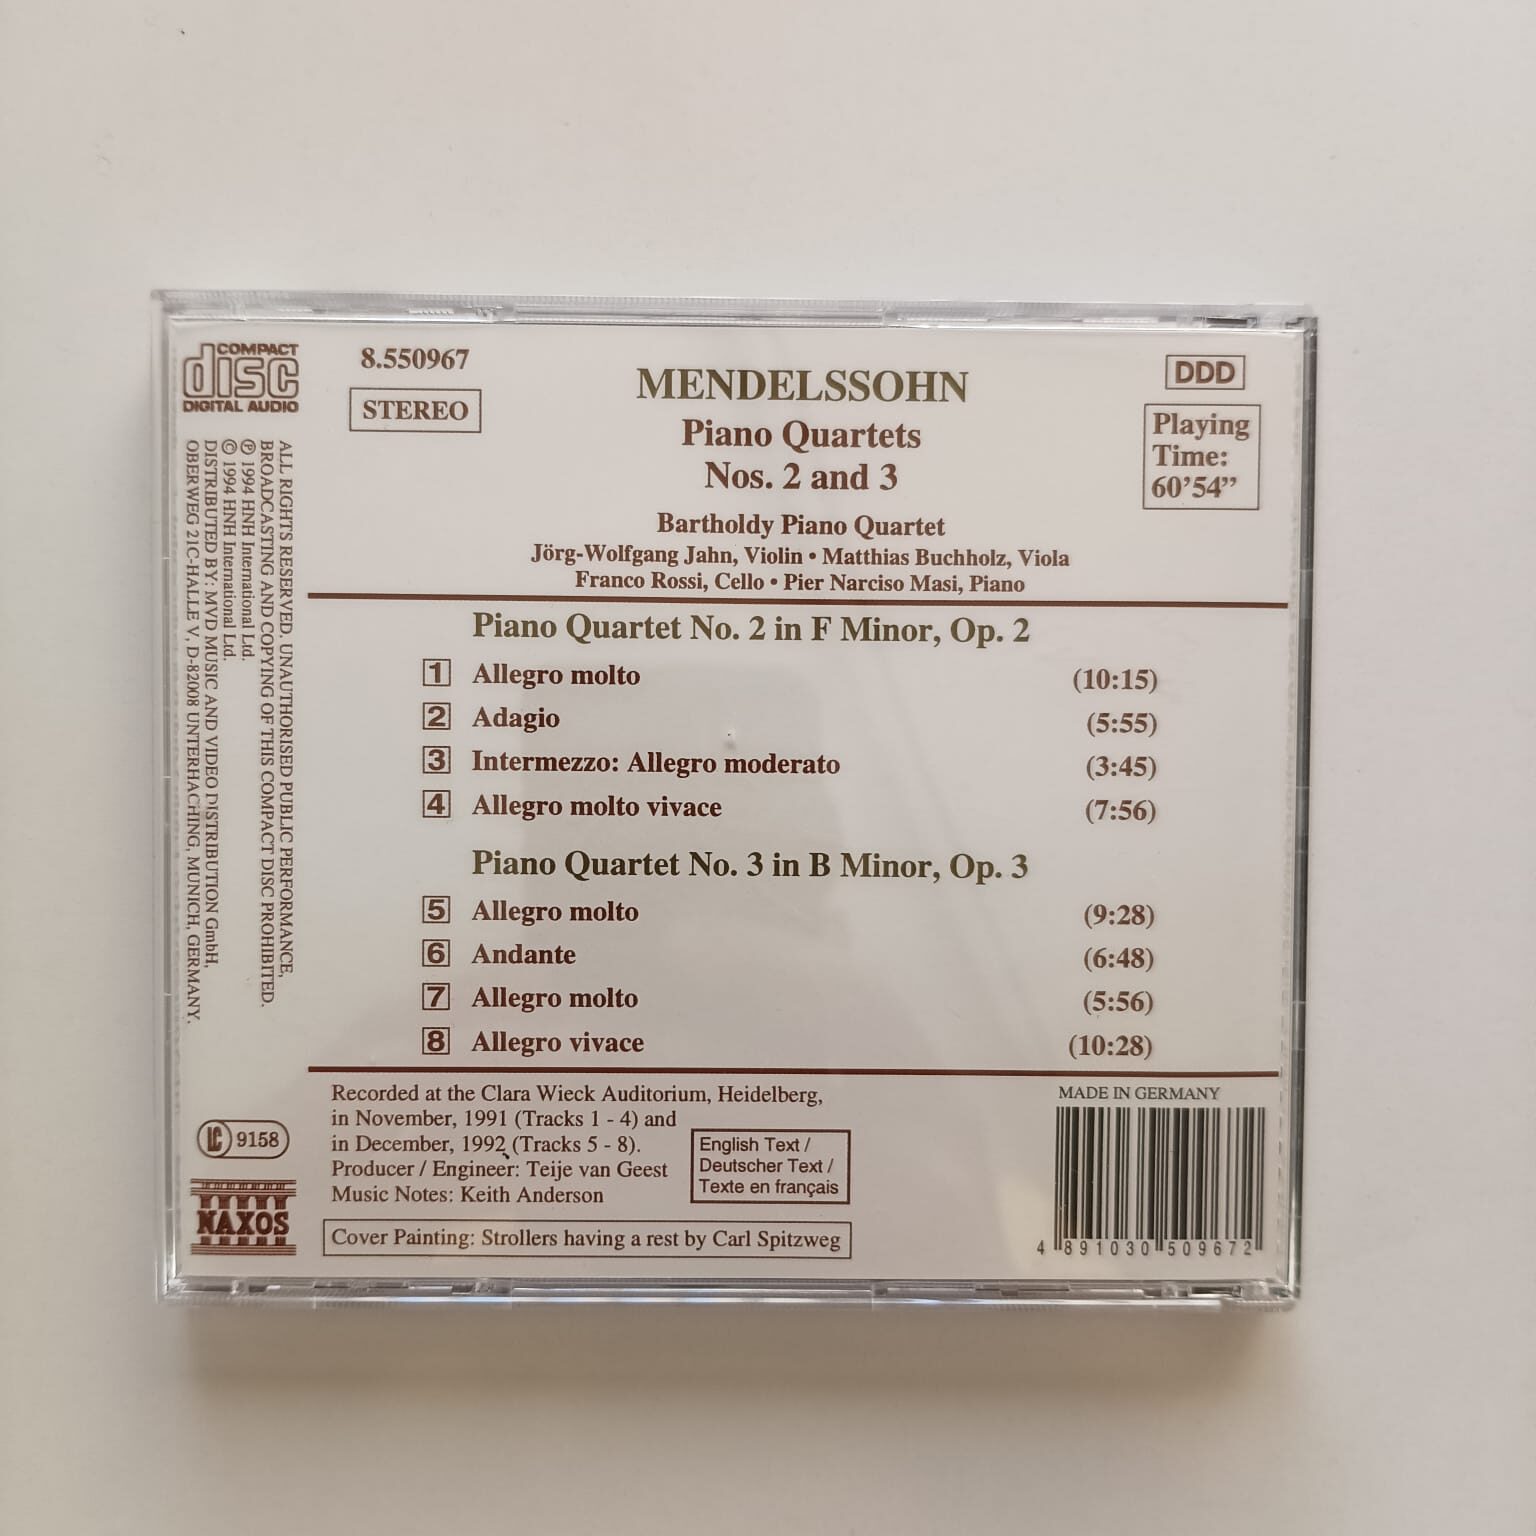 COMPACT
disc
DIGITAL AUDIO
8.550967
STEREO
MENDELSSOHN
Piano Quartets
Nos. 2 and 3
DDD
Playing
Time:
60’54”
Bartholdy Piano Quartet
Jörg-Wolfgang Jahn, Violin • Matthias Buchholz, Viola
Franco Rossi, Cello • Pier Narciso Masi, Piano
Piano Quartet No. 2 in F Minor, Op. 2
1 Allegro molto (10:15)
2 Adagio (5:55)
3 Intermezzo: Allegro moderato (3:45)
4 Allegro molto vivace (7:56)
Piano Quartet No. 3 in B Minor, Op. 3
5 Allegro molto (9:28)
6 Andante (6:48)
7 Allegro molto (5:56)
8 Allegro vivace (10:28)
Recorded at the Clara Wieck Auditorium, Heidelberg,
in November, 1991 (Tracks 1 - 4) and
in December, 1992 (Tracks 5 - 8).
Producer / Engineer: Teije van Geest
Music Notes: Keith Anderson
English Text /
Deutscher Text /
Texte en français
Cover Painting: Strollers having a rest by Carl Spitzweg
MADE IN GERMANY
4 891030 509672
ALL RIGHTS RESERVED. UNAUTHORISED PUBLIC PERFORMANCE,
BROADCASTING AND COPYING OF THIS COMPACT DISC PROHIBITED.
℗ 1994 HNH International Ltd.
© 1994 HNH International Ltd.
DISTRIBUTED BY: MVD MUSIC AND VIDEO DISTRIBUTION GmbH,
OBERWEG 21C-HALLE V, D-82008 UNTERHACHING, MUNICH, GERMANY.
LC 9158
NAXOS